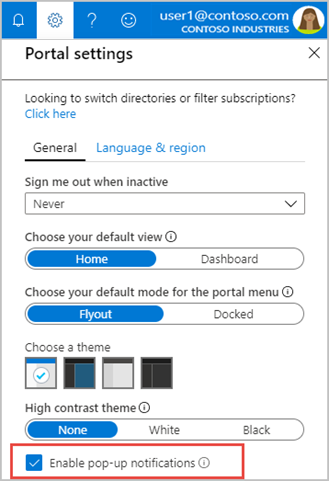 user1@contoso.com
CONTOSO INDUSTRIES
Portal settings
Looking to switch directories or filter subscriptions?
Click here
General Language & region
Sign me out when inactive
Never
Choose your default view
Home Dashboard
Choose your default mode for the portal menu
Flyout Docked
Choose a theme
High contrast theme
None White Black
Enable pop-up notifications